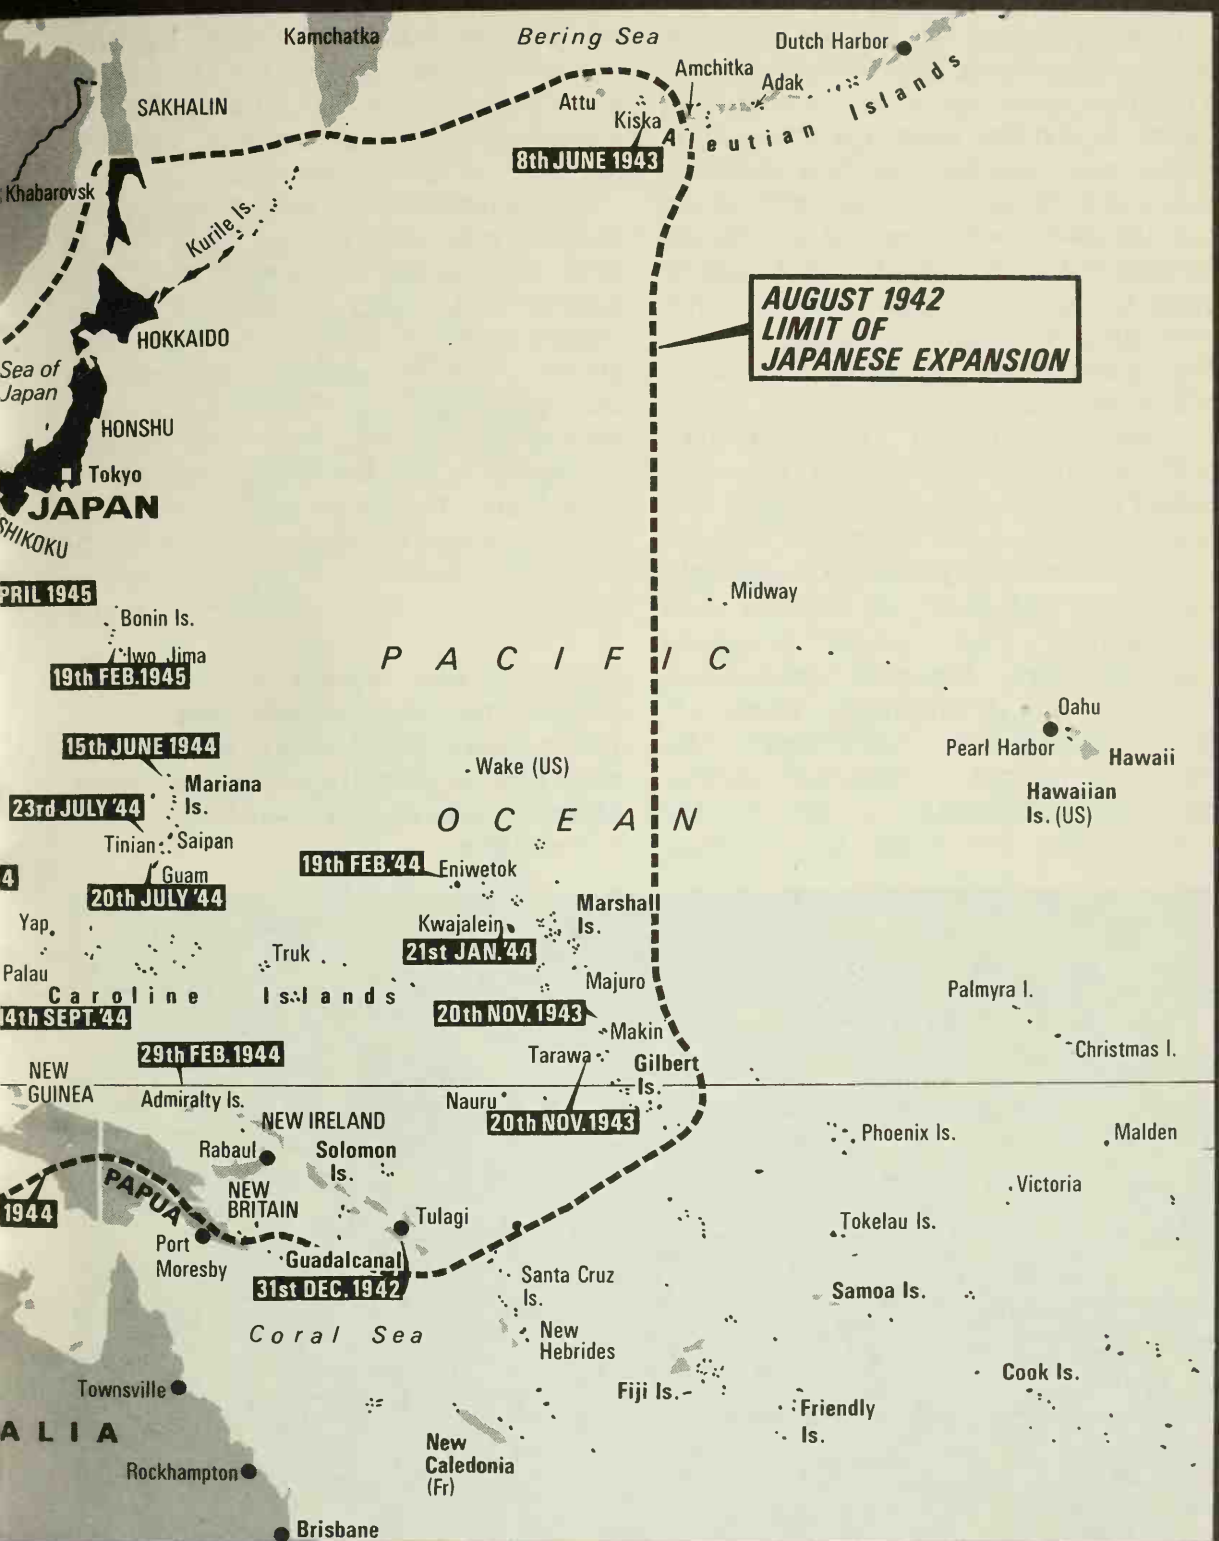 Kamchatka
Bering Sea
Dutch Harbor
Amchitka
Adak
Attu
Kiska
Aleutian Islands
8th JUNE 1943
SAKHALIN
Khabarovsk
Kurile Is.
AUGUST 1942
LIMIT OF
JAPANESE EXPANSION
HOKKAIDO
Sea of
Japan
HONSHU
Tokyo
JAPAN
SHIKOKU
PRIL 1945
Bonin Is.
Iwo Jima
19th FEB.1945
Midway
PACIFIC
Oahu
Pearl Harbor
Hawaii
Hawaiian
Is. (US)
15th JUNE 1944
Mariana
Is.
23rd JULY '44
Tinian
Saipan
Guam
20th JULY '44
Wake (US)
OCEAN
19th FEB.'44
Eniwetok
4
Marshall
Is.
Kwajalein
21st JAN.'44
Yap
Truk
Palau
Caroline Islands
Majuro
14th SEPT.'44
20th NOV. 1943
Makin
Palmyra I.
Christmas I.
29th FEB.1944
Tarawa
Gilbert
Is.
NEW
GUINEA
Admiralty Is.
Nauru
20th NOV.1943
NEW IRELAND
Rabaul
Solomon
Is.
Phoenix Is.
Malden
PAPUA
NEW
BRITAIN
Victoria
1944
Tulagi
Tokelau Is.
Port
Moresby
Guadalcanal
31st DEC. 1942
Santa Cruz
Is.
Samoa Is.
Coral Sea
New
Hebrides
Townsville
Fiji Is.
Cook Is.
Friendly
Is.
ALIA
New
Caledonia
(Fr)
Rockhampton
Brisbane